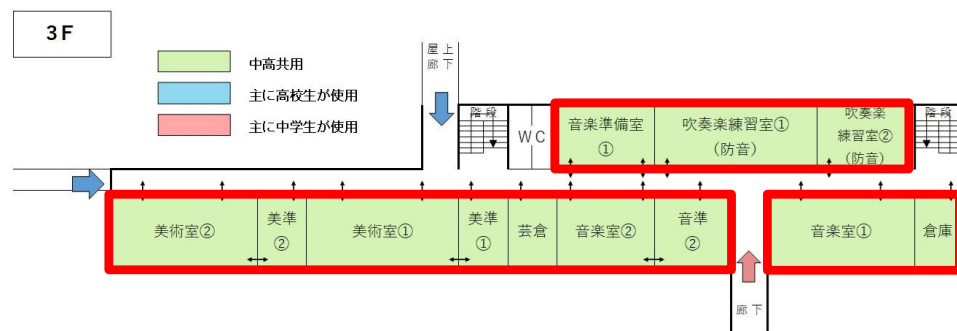 3F
中高共用
主に高校生が使用
主に中学生が使用
屋上
廊下
階段
WC
音楽準備室
①
吹奏楽練習室①
(防音)
吹奏楽
練習室②
(防音)
階段
美術室②
美準
②
美術室①
美準
①
芸倉
音楽室②
音準
②
音楽室①
倉庫
廊下